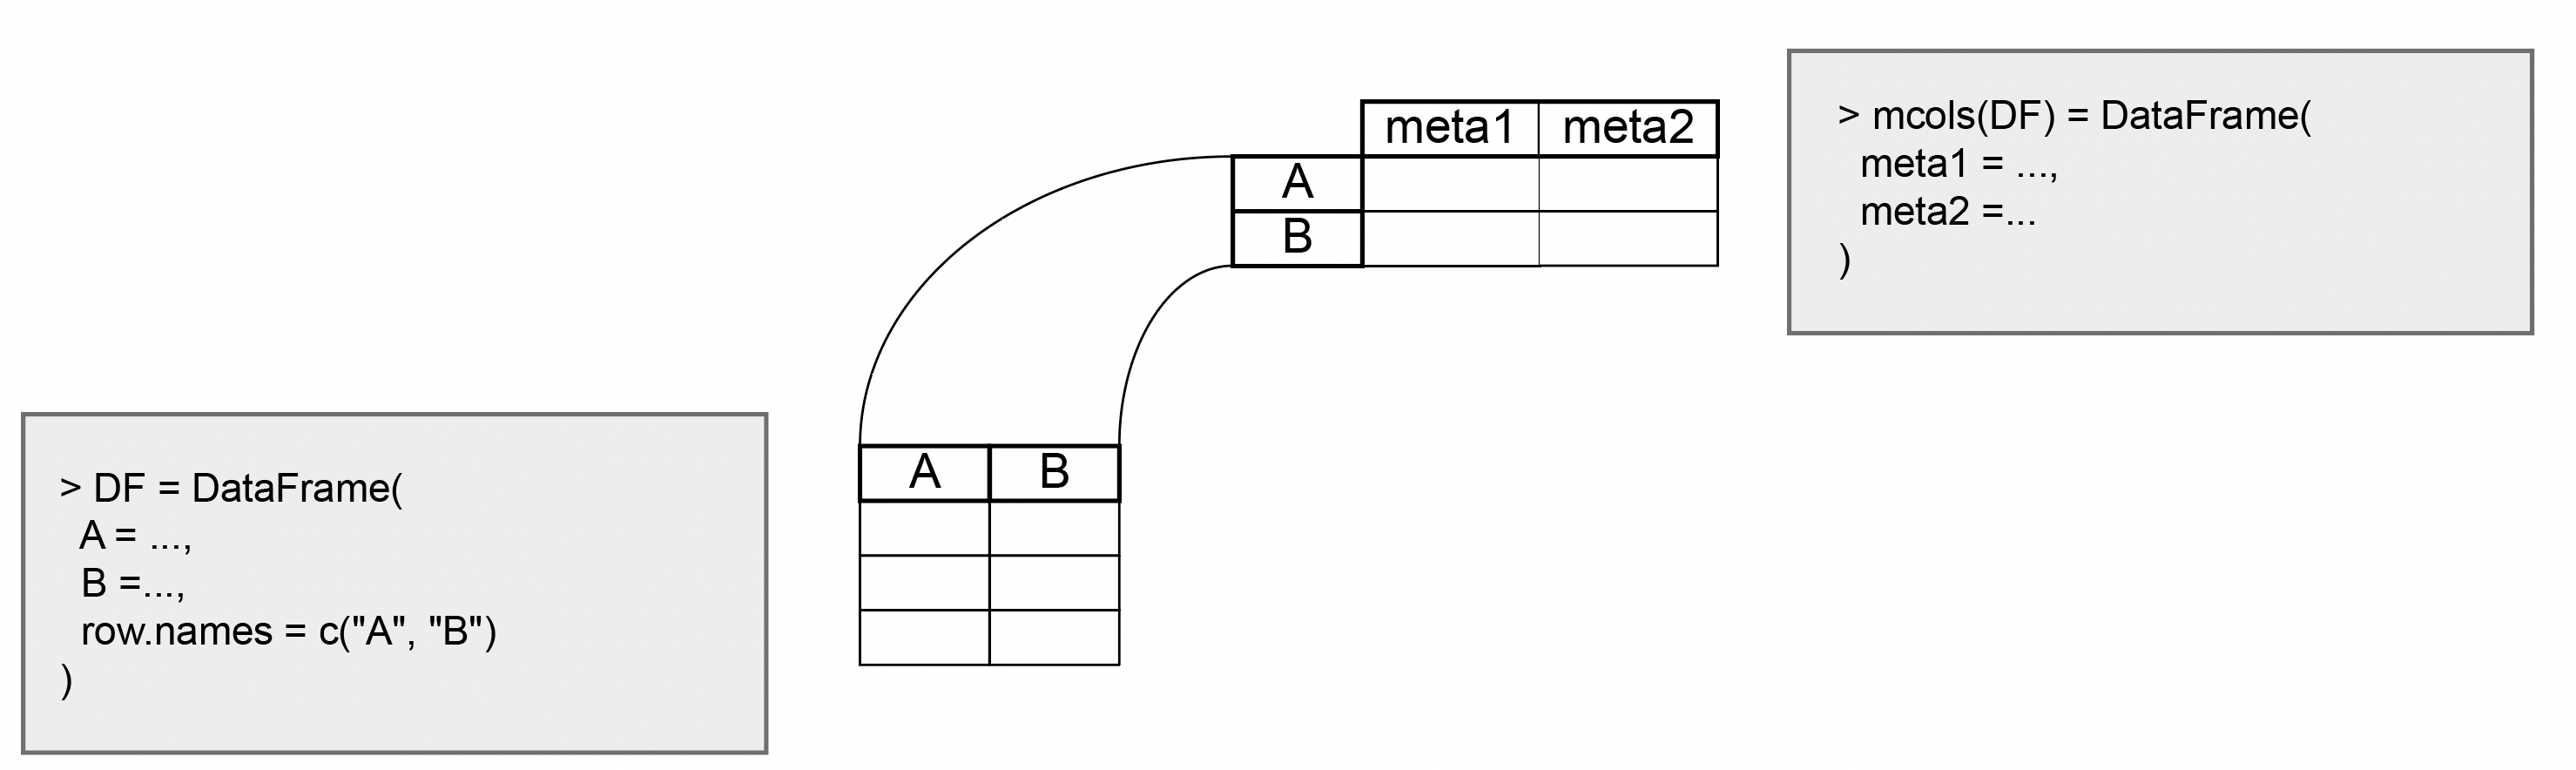 meta1 meta2
A
B
> mcols(DF) = DataFrame(
meta1 = ...,
meta2 =...
)
> DF = DataFrame(
A = ...,
B =...,
row.names = c("A", "B")
)
A B